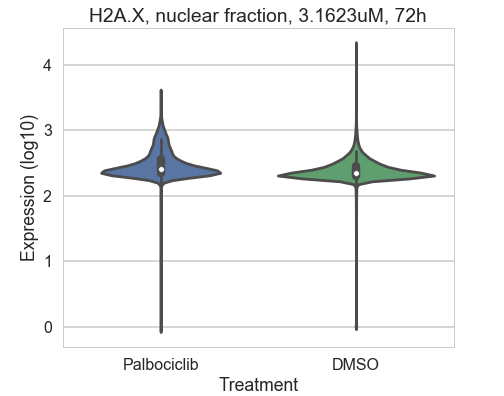 H2A.X, nuclear fraction, 3.1623uM, 72h
Expression (log10)
4
3
2
1
0
Palbociclib DMSO
Treatment